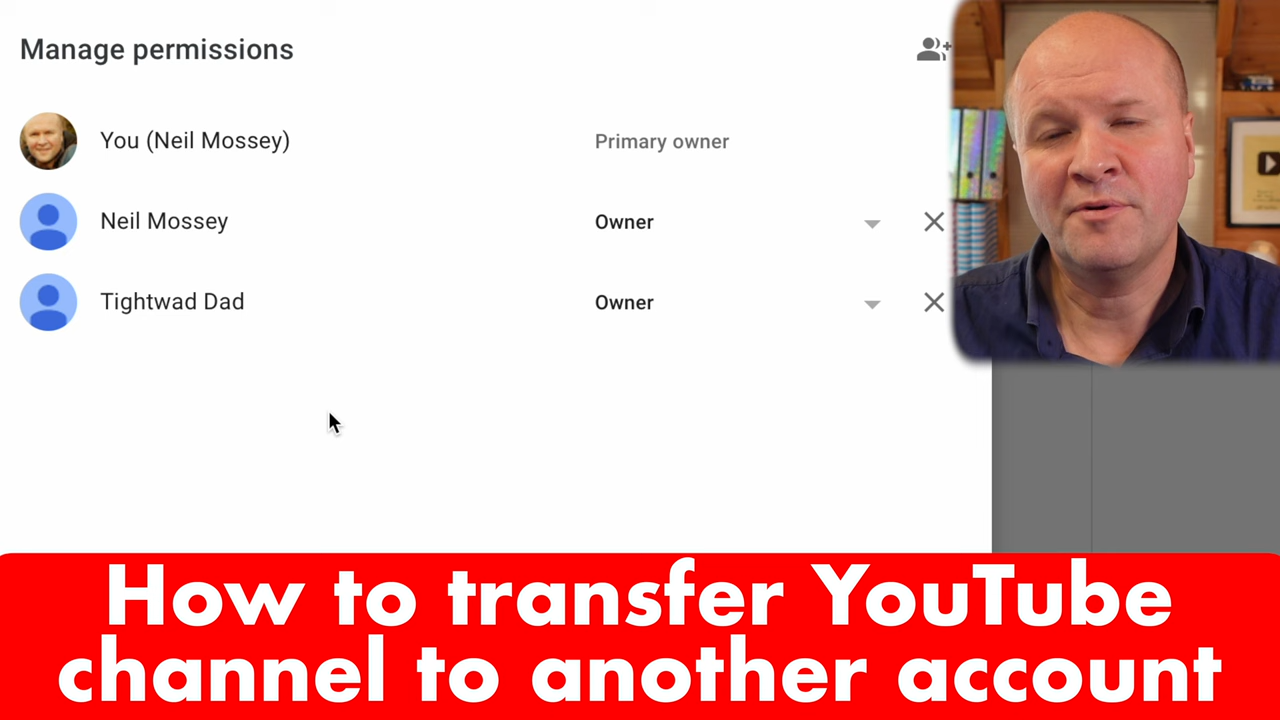 Manage permissions
You (Neil Mossey)
Primary owner
Neil Mossey
Owner
Tightwad Dad
Owner
How to transfer YouTube
channel to another account